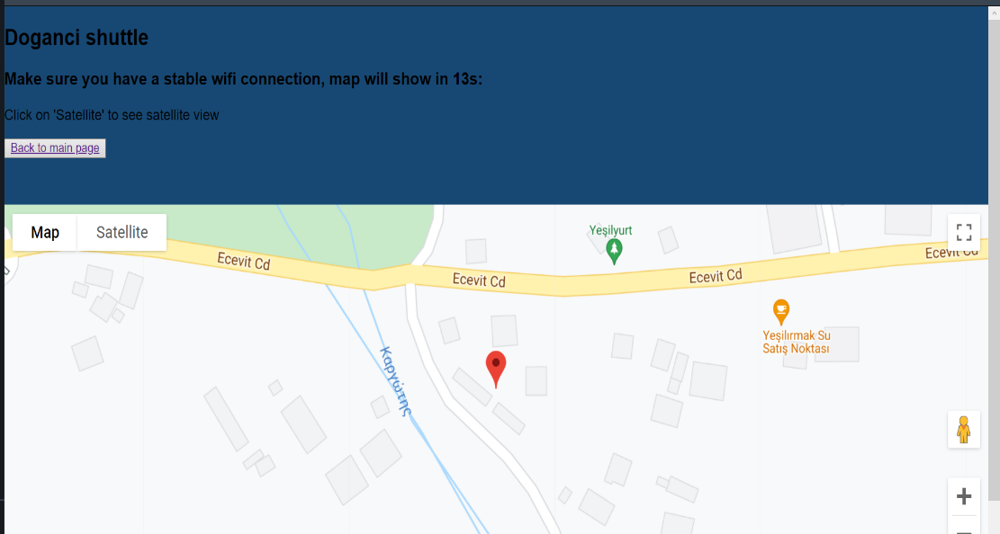 Doganci shuttle
Make sure you have a stable wifi connection, map will show in 13s:
Click on 'Satellite' to see satellite view
Back to main page
Map
Satellite
Yeşilyurt
Ecevit Cd
Ecevit Cd
Ecevit Cd
Ecevit Cd
Yeşilırmak Su
Satış Noktası
Καργώτης